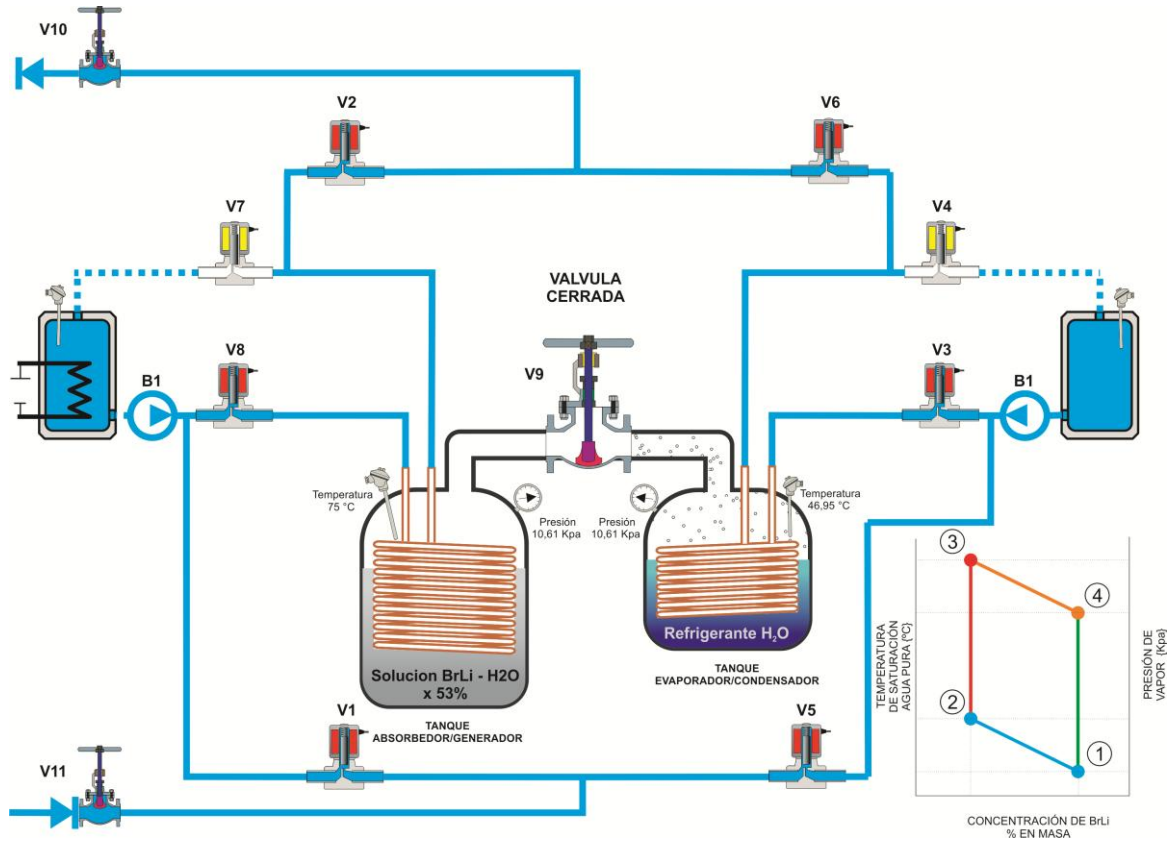 V10
V2
V6
V7
V4
VALVULA
CERRADA
V8
V9
V3
B1
B1
Temperatura
75 °C
Presión
10,61 Kpa
Presión
10,61 Kpa
Temperatura
46,95 °C
Solucion BrLi - H2O
x 53%
Refrigerante H₂O
TANQUE
EVAPORADOR/CONDENSADOR
TANQUE
ABSORBEDOR/GENERADOR
V1
V5
V11
3
4
2
1
TEMPERATURA
DE SATURACIÓN
AGUA PURA {ºC}
PRESIÓN DE
VAPOR {Kpa}
CONCENTRACIÓN DE BrLi
% EN MASA